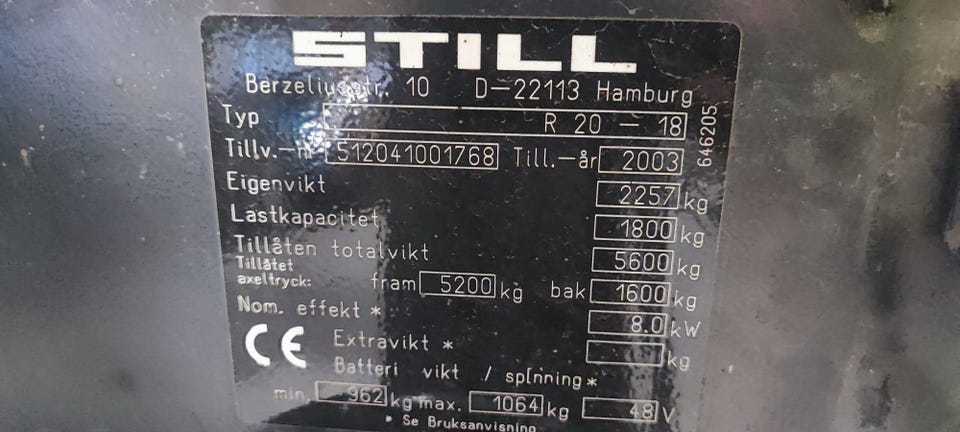 STILL
Berzeliusstr. 10 D-22113 Hamburg
Typ R 20 - 18
Tillv.-nr 512041001768 Till.-år 2003
646205
Eigenvikt 2257 kg
Lastkapacitet 1800 kg
Tillåten totalvikt 5600 kg
Tillåtet
axeltryck: fram 5200 kg bak 1600 kg
Nom. effekt * 8.0 kW
CE
Extravikt * kg
Batteri vikt / spinning *
min. 962 kg max. 1064 kg 48 V
* Se Bruksanvisning